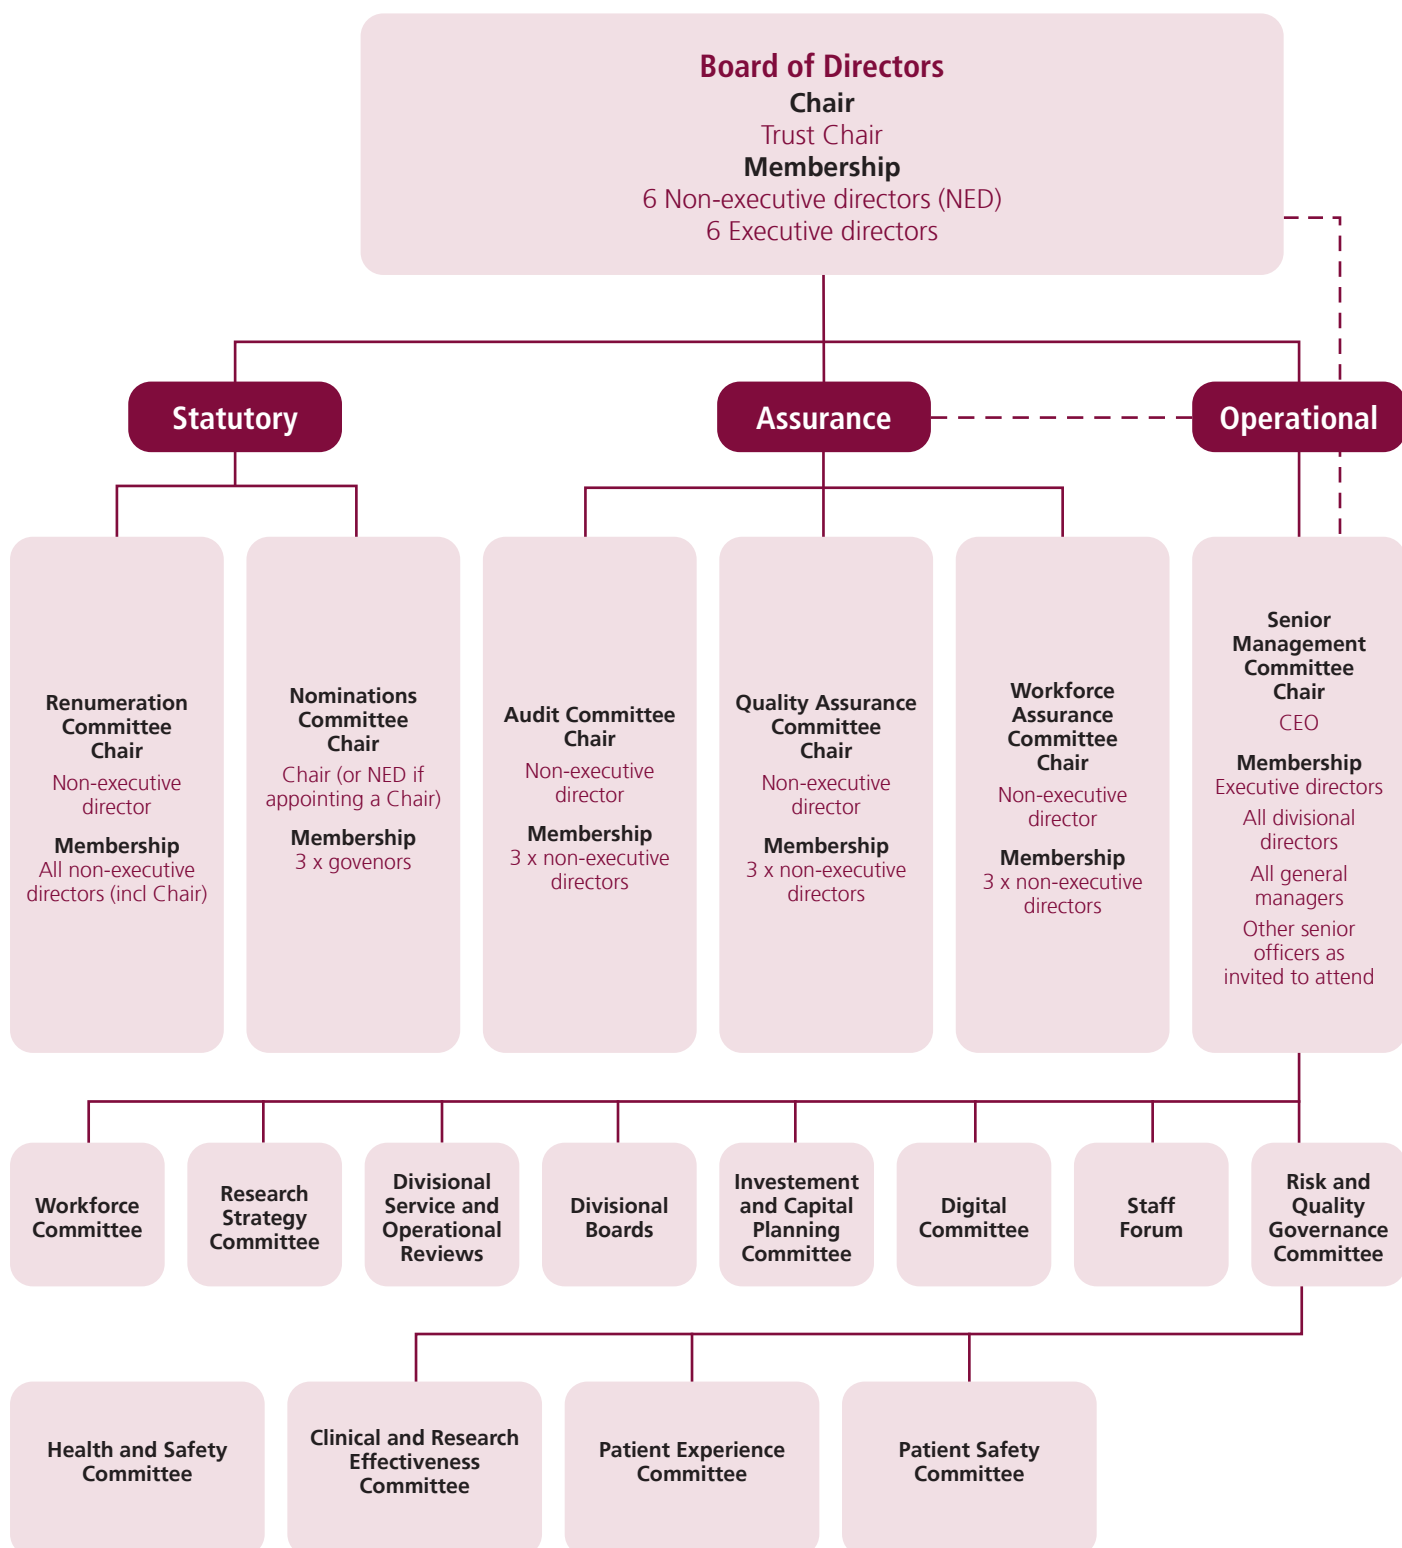 Board of Directors
Chair
Trust Chair
Membership
6 Non-executive directors (NED)
6 Executive directors
Statutory
Assurance
Operational
Renumeration
Committee
Chair
Non-executive
director
Membership
All non-executive
directors (incl Chair)
Nominations
Committee
Chair
Chair (or NED if
appointing a Chair)
Membership
3 x govenors
Audit Committee
Chair
Non-executive
director
Membership
3 x non-executive
directors
Quality Assurance
Committee
Chair
Non-executive
director
Membership
3 x non-executive
directors
Workforce
Assurance
Committee
Chair
Non-executive
director
Membership
3 x non-executive
directors
Senior
Management
Committee
Chair
CEO
Membership
Executive directors
All divisional
directors
All general
managers
Other senior
officers as
invited to attend
Workforce
Committee
Research
Strategy
Committee
Divisional
Service and
Operational
Reviews
Divisional
Boards
Investement
and Capital
Planning
Committee
Digital
Committee
Staff
Forum
Risk and
Quality
Governance
Committee
Health and Safety
Committee
Clinical and Research
Effectiveness
Committee
Patient Experience
Committee
Patient Safety
Committee